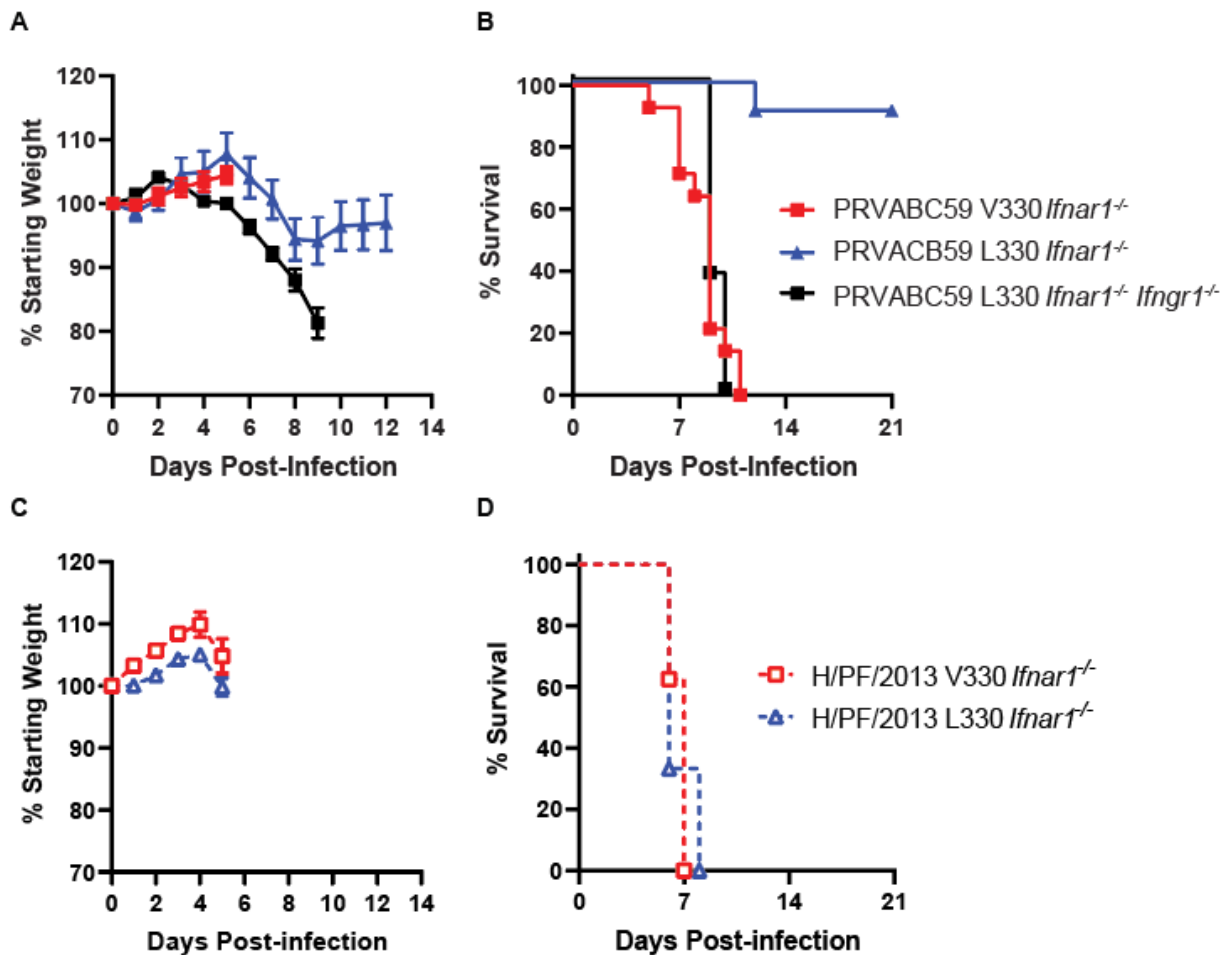 A
120
110
100
90
80
70
% Starting Weight
0 2 4 6 8 10 12 14
Days Post-Infection
B
100
80
60
40
20
0
% Survival
0 7 14 21
Days Post-Infection
PRVABC59 V330 Ifnar1-/-
PRVACB59 L330 Ifnar1-/-
PRVABC59 L330 Ifnar1-/- Ifngr1-/-
C
120
110
100
90
80
70
% Starting Weight
0 2 4 6 8 10 12 14
Days Post-infection
D
100
80
60
40
20
0
% Survival
0 7 14 21
Days Post-infection
H/PF/2013 V330 Ifnar1-/-
H/PF/2013 L330 Ifnar1-/-